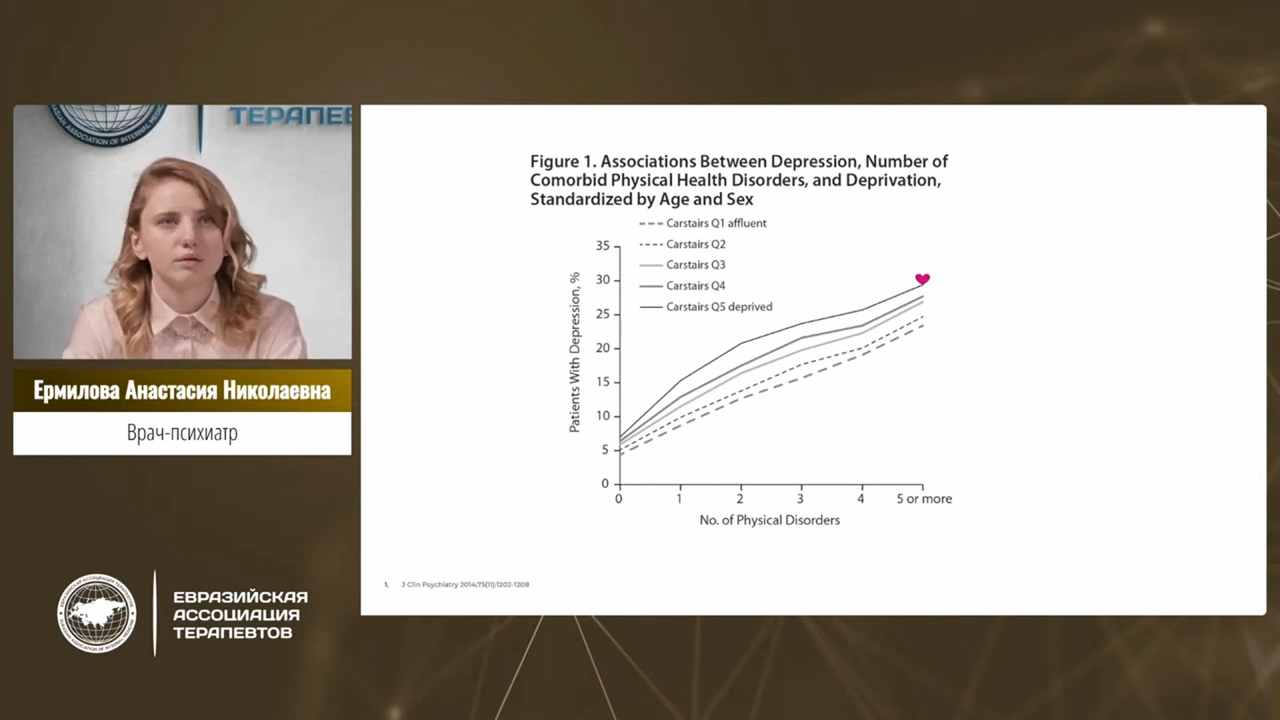 ТЕРАПЕВ
Ермилова Анастасия Николаевна
Врач-психиатр
ЕВРАЗИЙСКАЯ
АССОЦИАЦИЯ
ТЕРАПЕВТОВ
Figure 1. Associations Between Depression, Number of
Comorbid Physical Health Disorders, and Deprivation,
Standardized by Age and Sex
Carstairs Q1 affluent
Carstairs Q2
Carstairs Q3
Carstairs Q4
Carstairs Q5 deprived
Patients With Depression, %
35
30
25
20
15
10
5
0
0 1 2 3 4 5 or more
No. of Physical Disorders
1. J Clin Psychiatry 2014;75(11):1202-1208